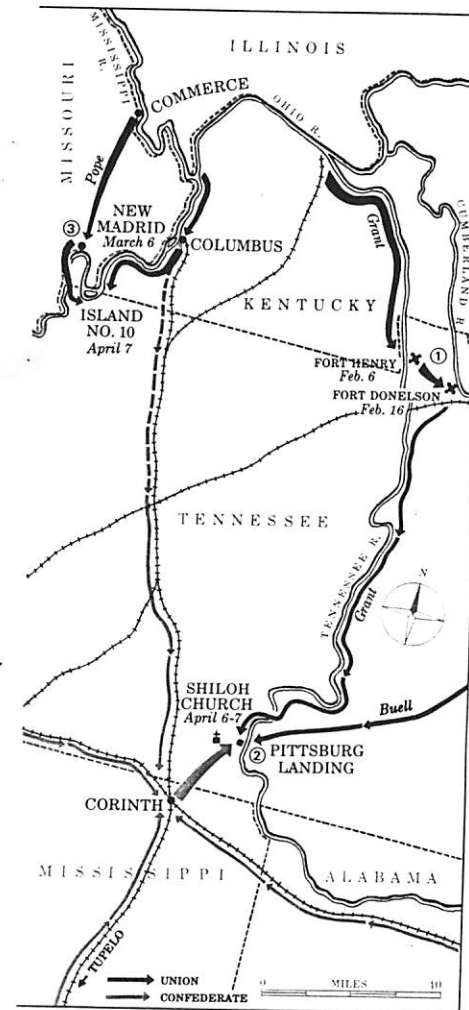 ILLINOIS
MISSOURI
MISSISSIPPI
R.
COMMERCE
OHIO R.
Pope
CUMBERLAND R.
③
NEW
MADRID
March 6
COLUMBUS
Grant
KENTUCKY
ISLAND
NO. 10
April 7
①
FORT HENRY
Feb. 6
FORT DONELSON
Feb. 16
TENNESSEE
TENNESSEE R.
N
Grant
SHILOH
CHURCH
April 6-7
Buell
②
PITTSBURG
LANDING
CORINTH
MISSISSIPPI
ALABAMA
TUPELO
UNION
CONFEDERATE
0 MILES 40